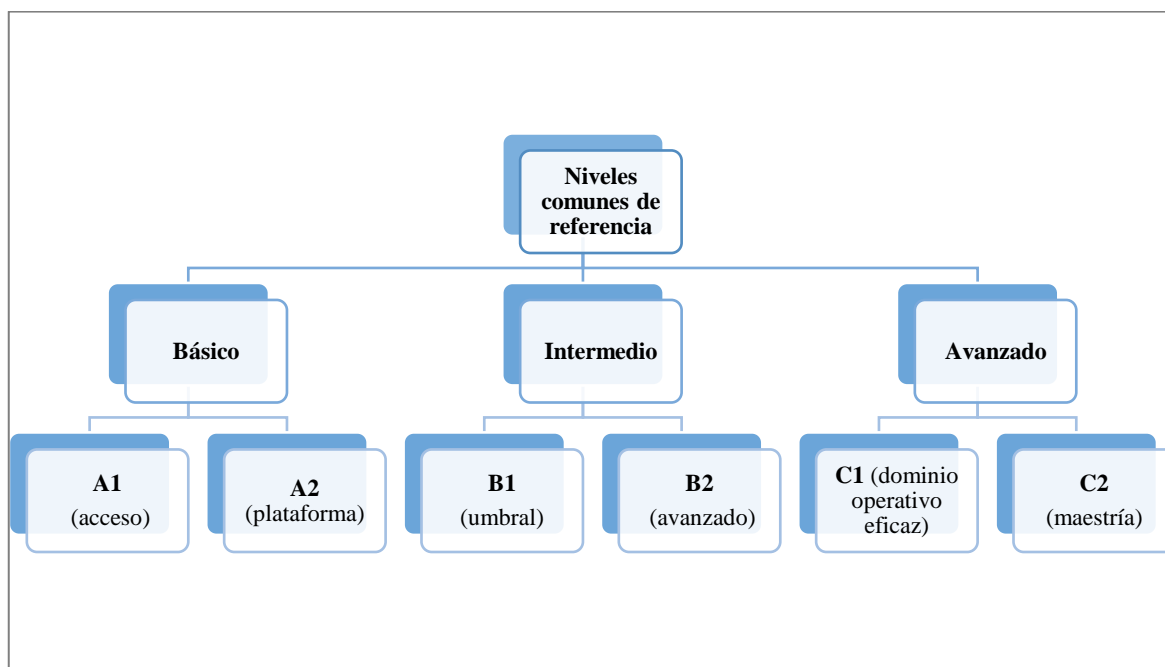 Niveles
comunes de
referencia
Básico
Intermedio
Avanzado
A1
(acceso)
A2
(plataforma)
B1
(umbral)
B2
(avanzado)
C1 (dominio
operativo
eficaz)
C2
(maestría)